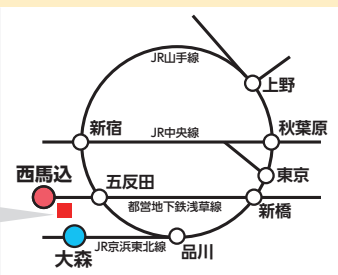 JR山手線
上野
新宿
JR中央線
秋葉原
西馬込
五反田
東京
都営地下鉄浅草線
新橋
JR京浜東北線
品川
大森